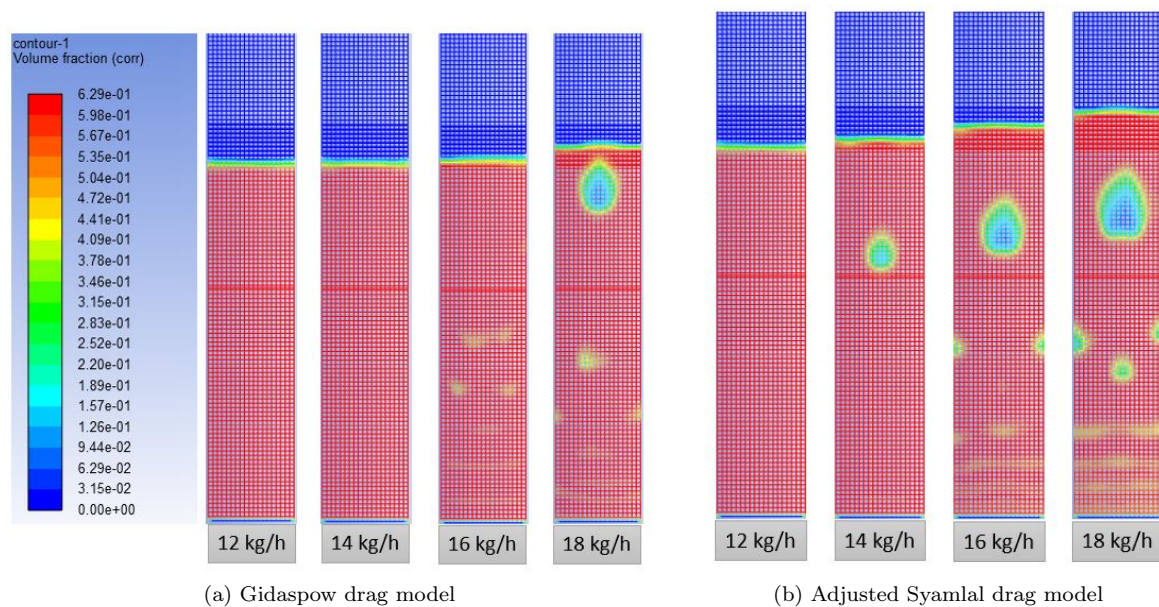 contour-1
Volume fraction (corr)
6.29e-01
5.98e-01
5.67e-01
5.35e-01
5.04e-01
4.72e-01
4.41e-01
4.09e-01
3.78e-01
3.46e-01
3.15e-01
2.83e-01
2.52e-01
2.20e-01
1.89e-01
1.57e-01
1.26e-01
9.44e-02
6.29e-02
3.15e-02
0.00e+00
12 kg/h
14 kg/h
16 kg/h
18 kg/h
(a) Gidaspow drag model
12 kg/h
14 kg/h
16 kg/h
18 kg/h
(b) Adjusted Syamlal drag model